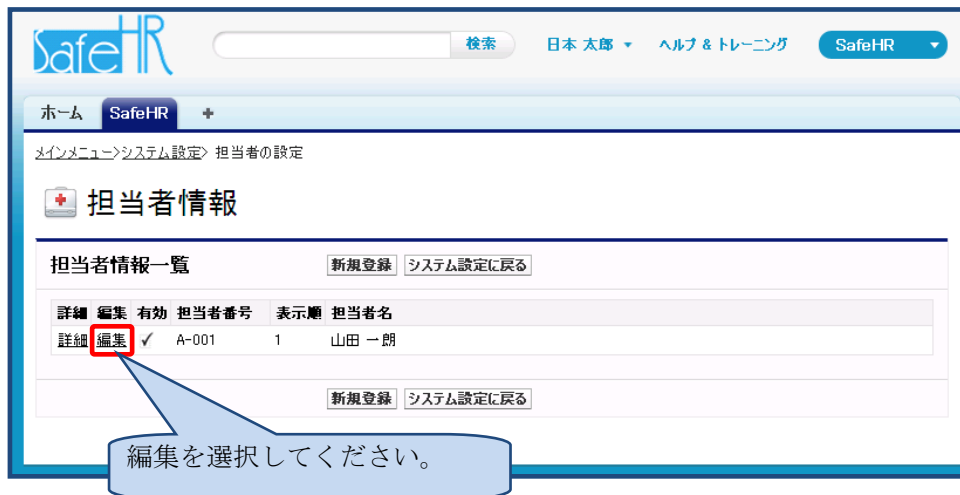 SafeHR
検索 日本 太郎 ヘルプ & トレーニング SafeHR
ホーム SafeHR +
メインメニュー>システム設定> 担当者の設定
担当者情報
担当者情報一覧 新規登録 システム設定に戻る
詳細 編集 有効 担当者番号 表示順 担当者名
詳細 編集 ✓ A-001 1 山田 一朗
新規登録 システム設定に戻る
編集を選択してください。